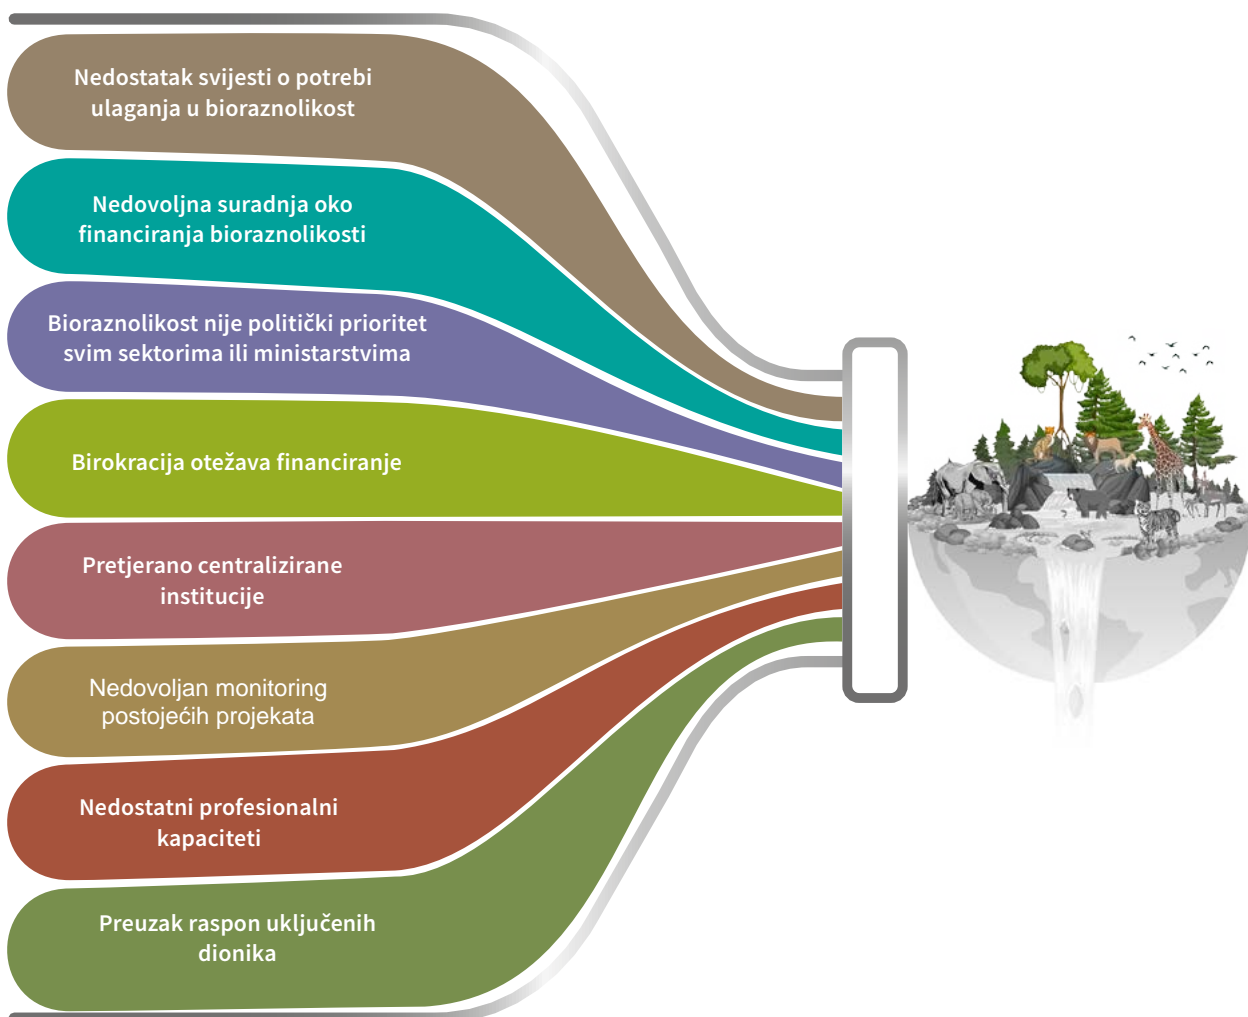 Nedostatak svijesti o potrebi
ulaganja u bioraznolikost
Nedovoljna suradnja oko
financiranja bioraznolikosti
Bioraznolikost nije politički prioritet
svim sektorima ili ministarstvima
Birokracija otežava financiranje
Pretjerano centralizirane
institucije
Nedovoljan monitoring
postojećih projekata
Nedostatni profesionalni
kapaciteti
Preuzak raspon uključenih
dionika